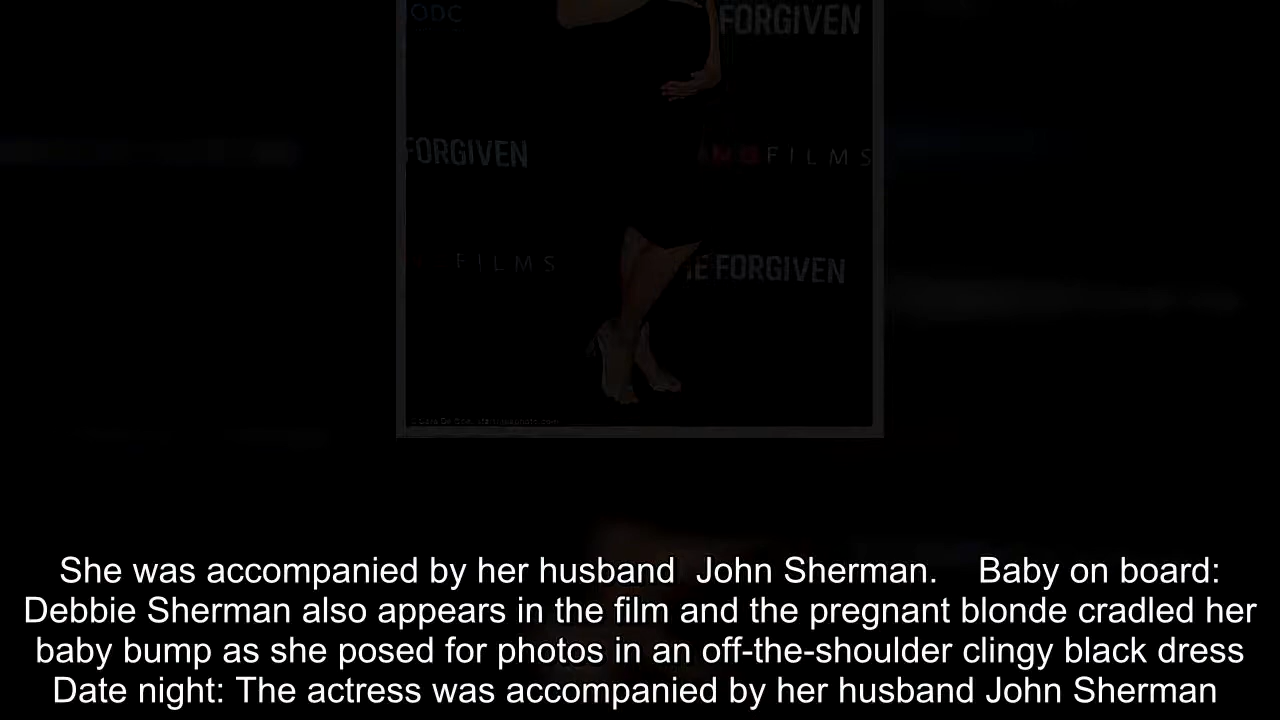 ODC
FORGIVEN
FORGIVEN
FILMS
FILMS
THE FORGIVEN
She was accompanied by her husband  John Sherman.    Baby on board:
Debbie Sherman also appears in the film and the pregnant blonde cradled her
baby bump as she posed for photos in an off-the-shoulder clingy black dress
Date night: The actress was accompanied by her husband John Sherman